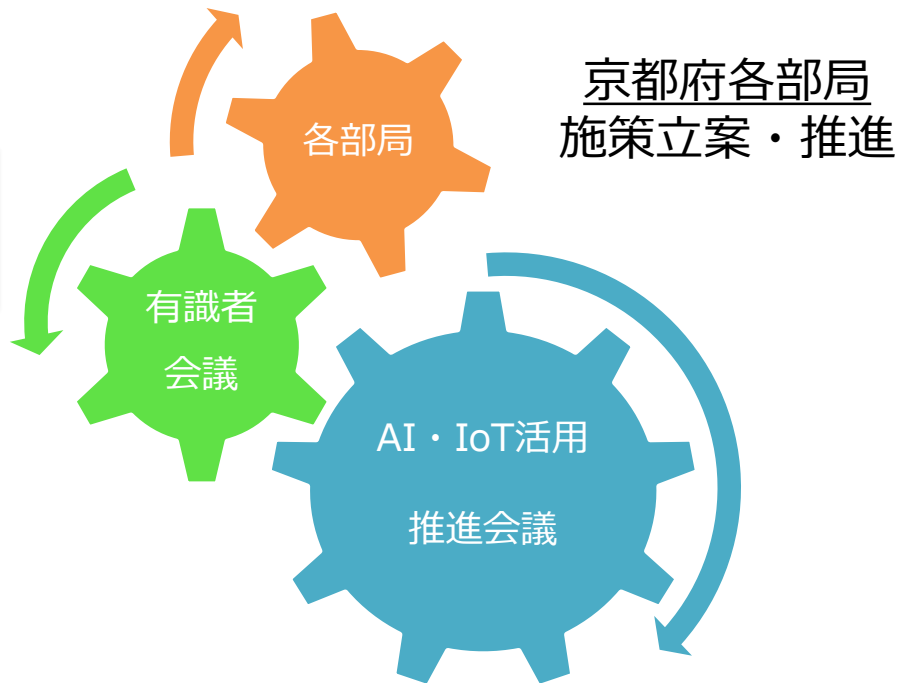 京都府各部局
施策立案・推進
各部局
有識者
会議
AI・IoT活用
推進会議